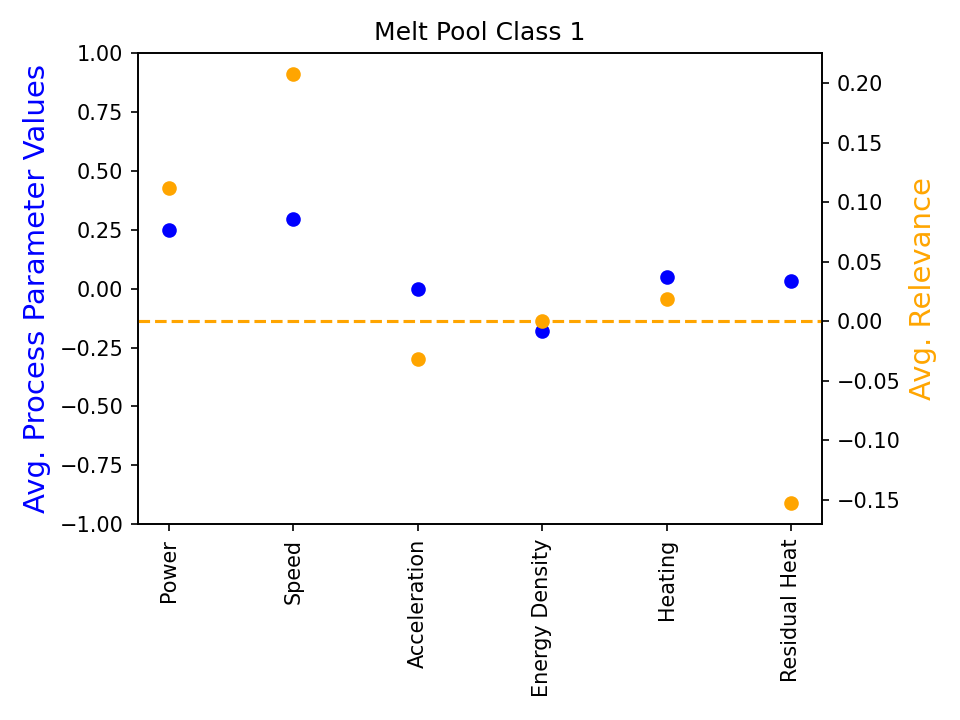 Melt Pool Class 1
Avg. Process Parameter Values
1.00
0.75
0.50
0.25
0.00
−0.25
−0.50
−0.75
−1.00
0.20
0.15
0.10
0.05
0.00
−0.05
−0.10
−0.15
Avg. Relevance
Power
Speed
Acceleration
Energy Density
Heating
Residual Heat